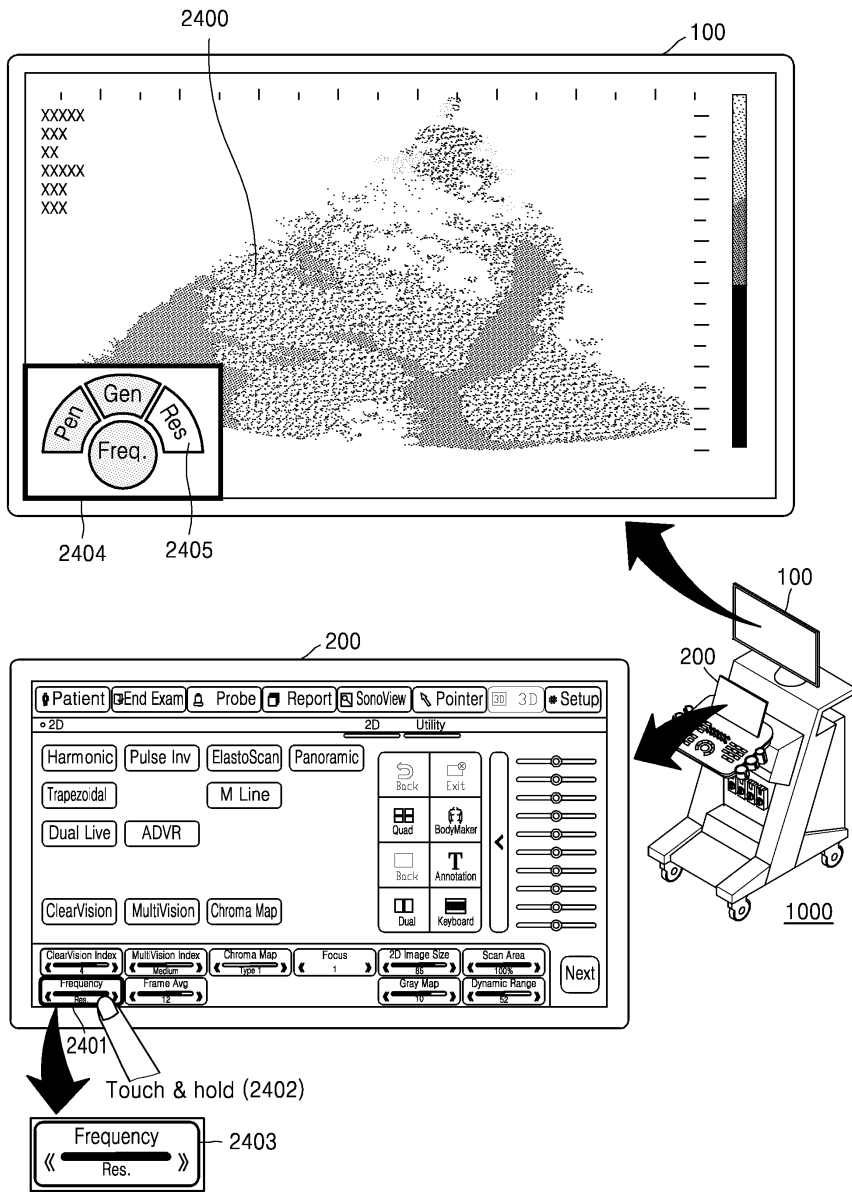 2400
100
XXXXX
XXX
XX
XXXXX
XXX
XXX
Pen
Gen
Res
Freq.
2404
2405
100
200
1000
200
Patient End Exam Probe Report SonoView Pointer 3D 3D Setup
2D 2D Utility
Harmonic Pulse Inv ElastoScan Panoramic
Trapezoidal M Line
Dual Live ADVR
ClearVision MultiVision Chroma Map
Back Exit
Quad BodyMaker
Back T Annotation
Dual Keyboard
ClearVision Index MultiVision Index Chroma Map Focus 2D Image Size Scan Area
4 Medium Type 1 1 85 100%
Frequency Frame Avg Gray Map Dynamic Range
Res. 12 10 52
Next
2401
Touch & hold (2402)
Frequency
Res.
2403